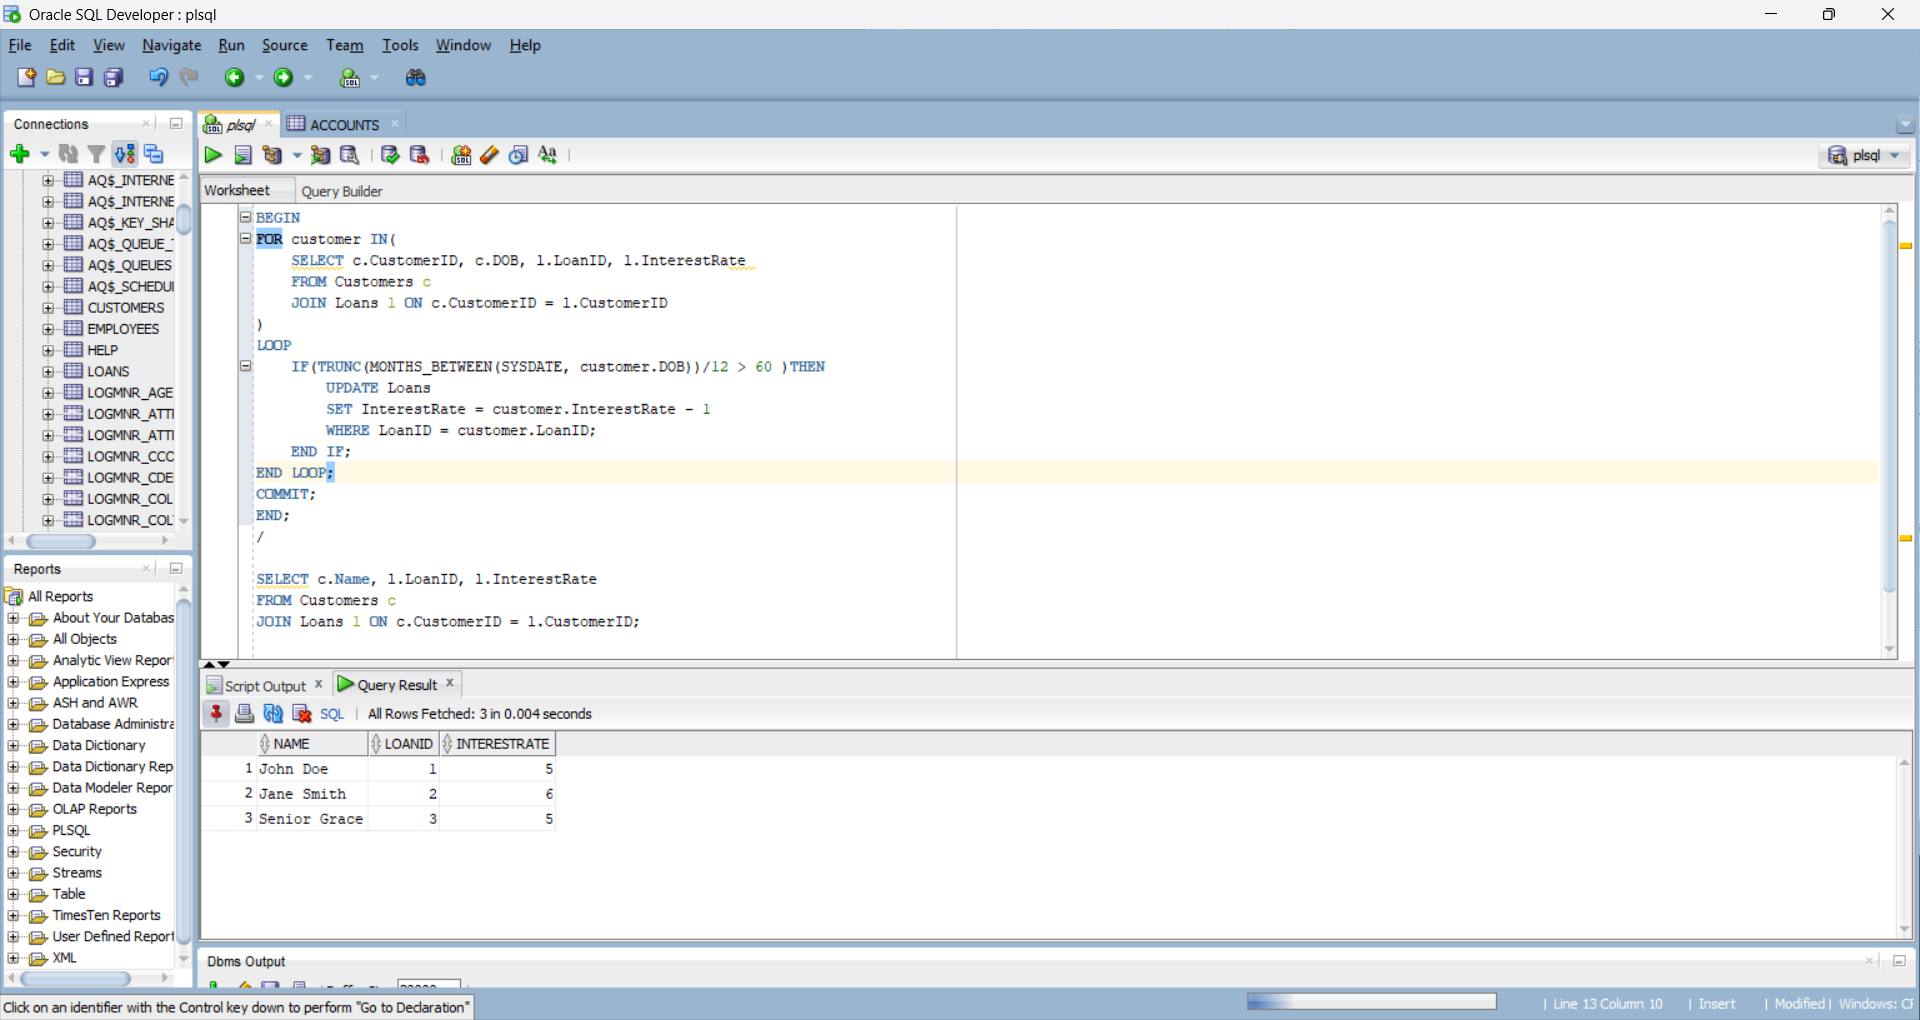 Oracle SQL Developer : plsql
File Edit View Navigate Run Source Team Tools Window Help
Connections
plsql
ACCOUNTS
plsql
AQ$_INTERNE
AQ$_INTERNE
AQ$_KEY_SHA
AQ$_QUEUE_
AQ$_QUEUES
AQ$_SCHEDU
CUSTOMERS
EMPLOYEES
HELP
LOANS
LOGMNR_AGE
LOGMNR_ATT
LOGMNR_ATT
LOGMNR_CCO
LOGMNR_CDE
LOGMNR_COL
LOGMNR_COL
Worksheet Query Builder
BEGIN
FOR customer IN(
SELECT c.CustomerID, c.DOB, l.LoanID, l.InterestRate
FROM Customers c
JOIN Loans l ON c.CustomerID = l.CustomerID
)
LOOP
IF(TRUNC(MONTHS_BETWEEN(SYSDATE, customer.DOB))/12 > 60 )THEN
UPDATE Loans
SET InterestRate = customer.InterestRate - 1
WHERE LoanID = customer.LoanID;
END IF;
END LOOP;
COMMIT;
END;
/
SELECT c.Name, l.LoanID, l.InterestRate
FROM Customers c
JOIN Loans l ON c.CustomerID = l.CustomerID;
Reports
All Reports
About Your Databas
All Objects
Analytic View Repor
Application Express
ASH and AWR
Database Administra
Data Dictionary
Data Dictionary Rep
Data Modeler Repor
OLAP Reports
PLSQL
Security
Streams
Table
TimesTen Reports
User Defined Report
XML
Script Output Query Result
SQL | All Rows Fetched: 3 in 0.004 seconds
NAME LOANID INTERESTRATE
1 John Doe 1 5
2 Jane Smith 2 6
3 Senior Grace 3 5
Dbms Output
Click on an identifier with the Control key down to perform "Go to Declaration"
| Line 13 Column 10 | Insert | Modified | Windows: C